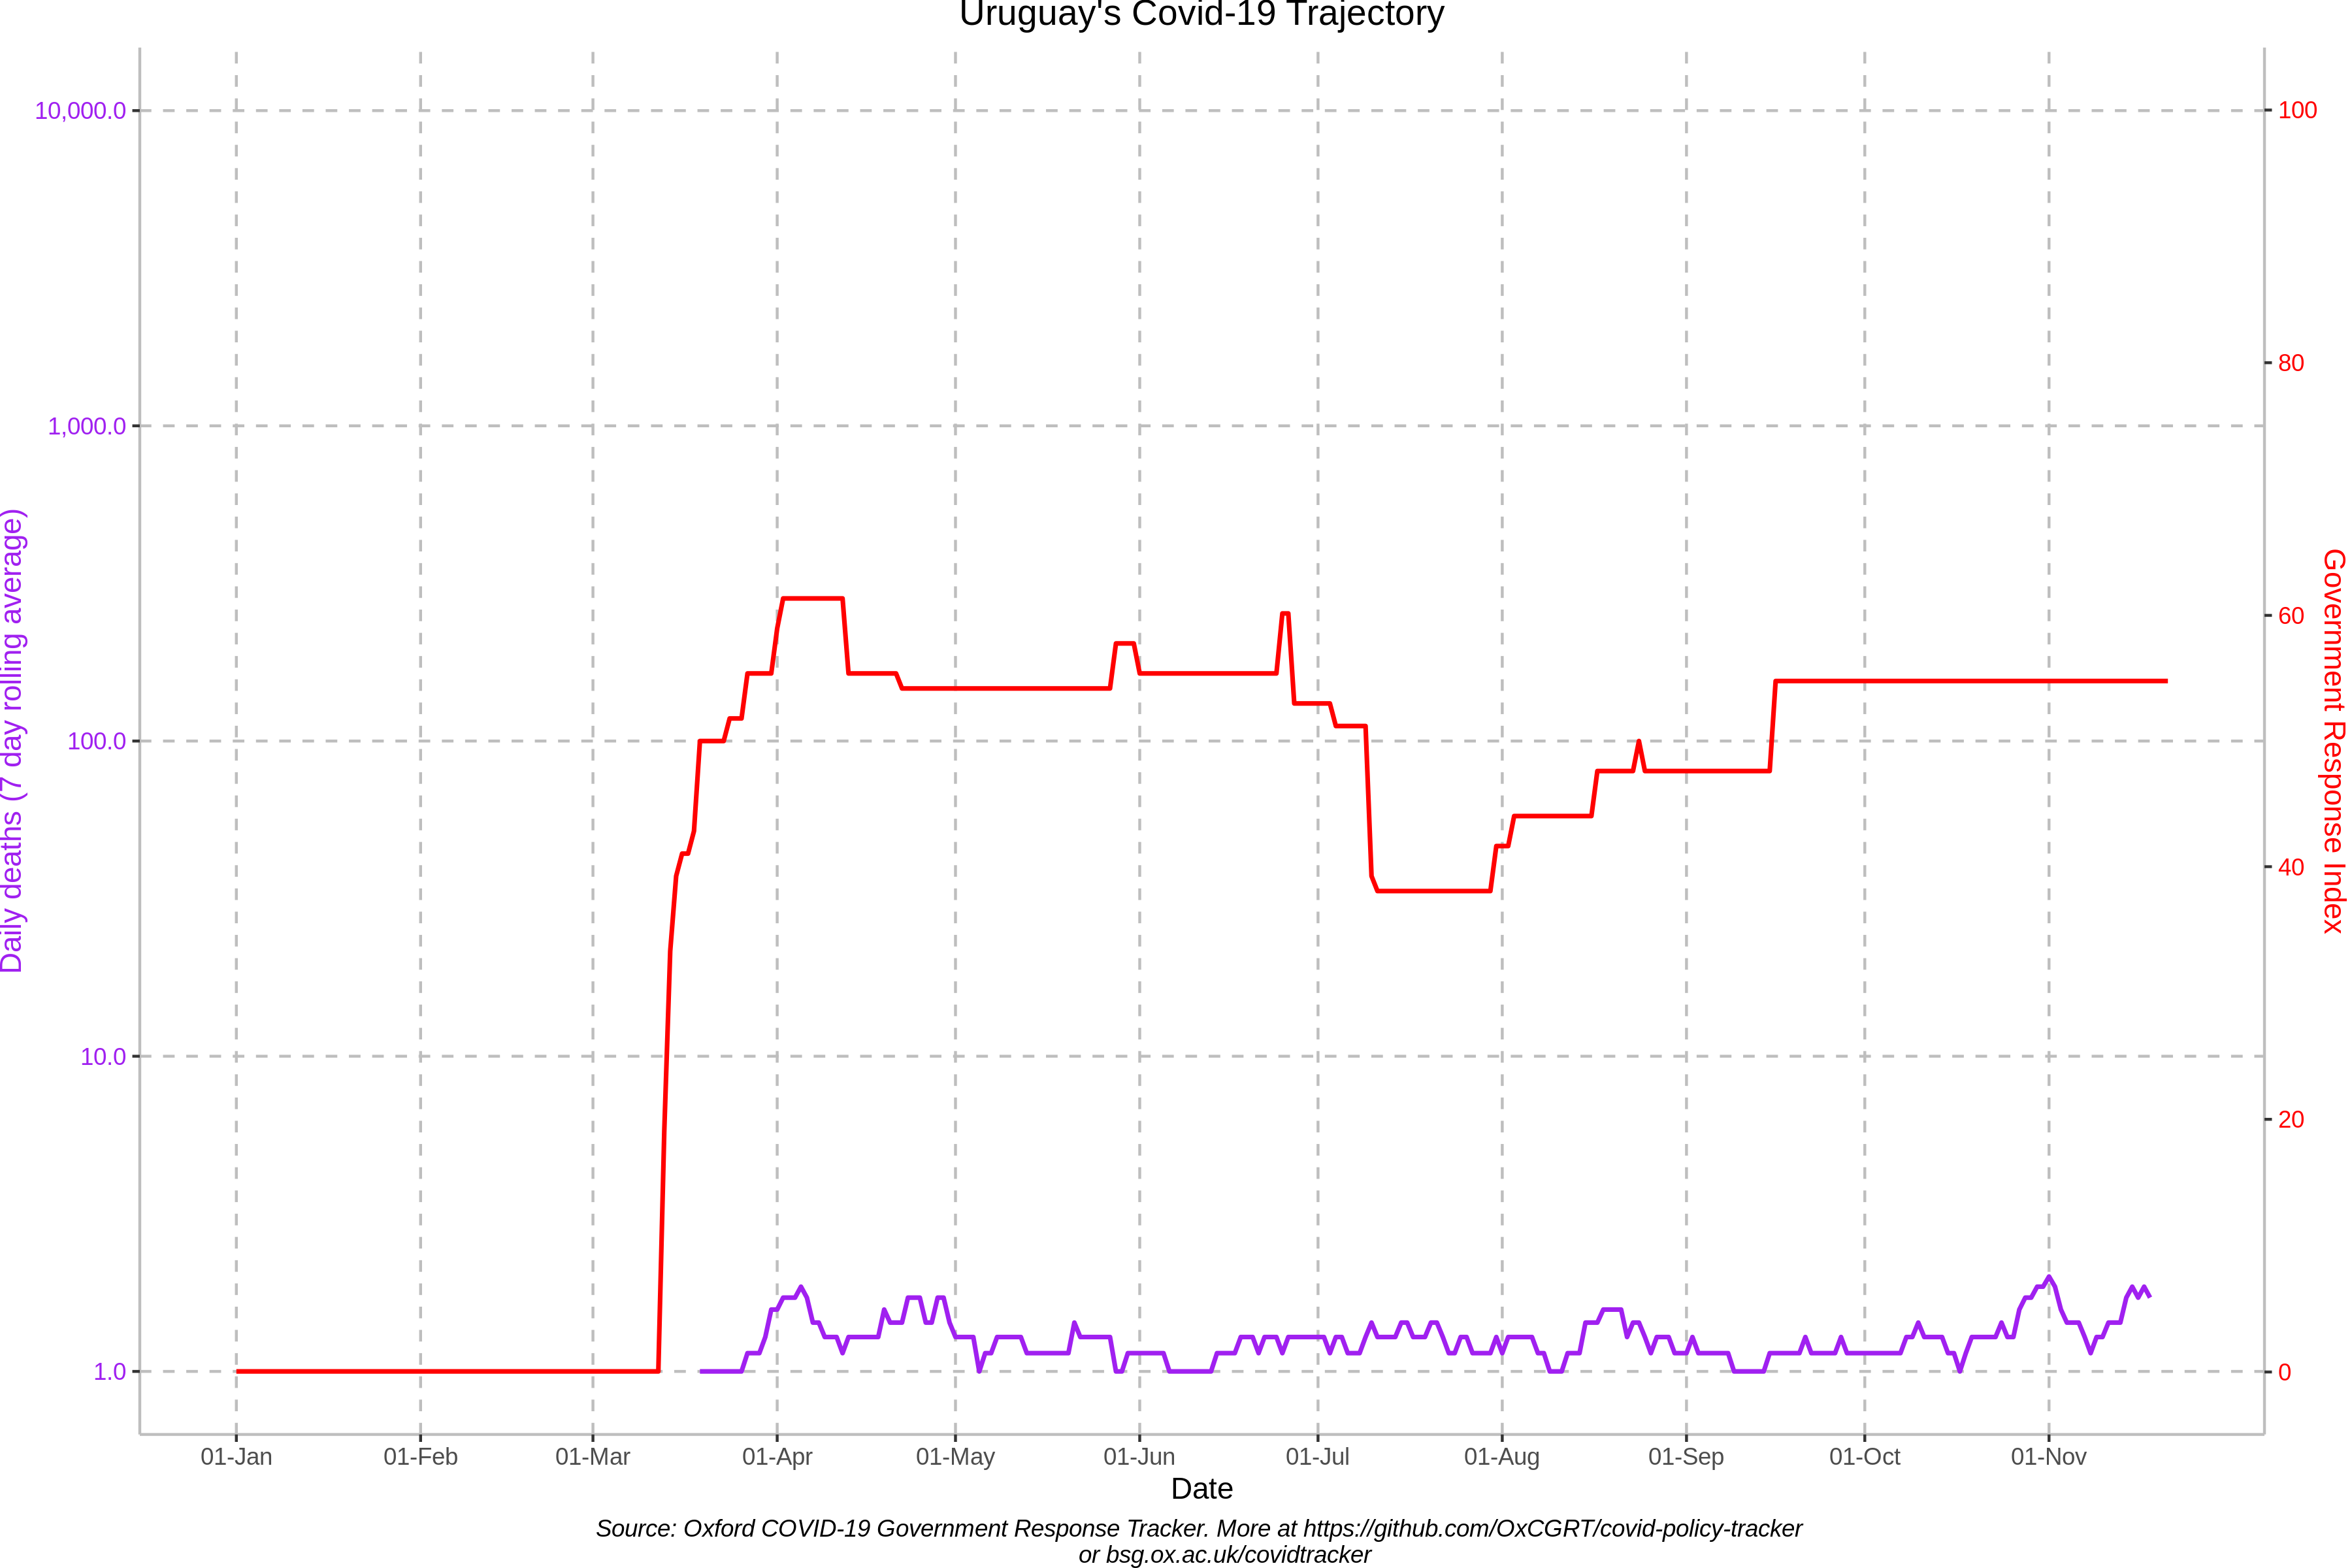 Uruguay's Covid-19 Trajectory
10,000.0
1,000.0
100.0
10.0
1.0
Daily deaths (7 day rolling average)
100
80
60
40
20
0
Government Response Index
01-Jan 01-Feb 01-Mar 01-Apr 01-May 01-Jun 01-Jul 01-Aug 01-Sep 01-Oct 01-Nov
Date
Source: Oxford COVID-19 Government Response Tracker. More at https://github.com/OxCGRT/covid-policy-tracker
or bsg.ox.ac.uk/covidtracker